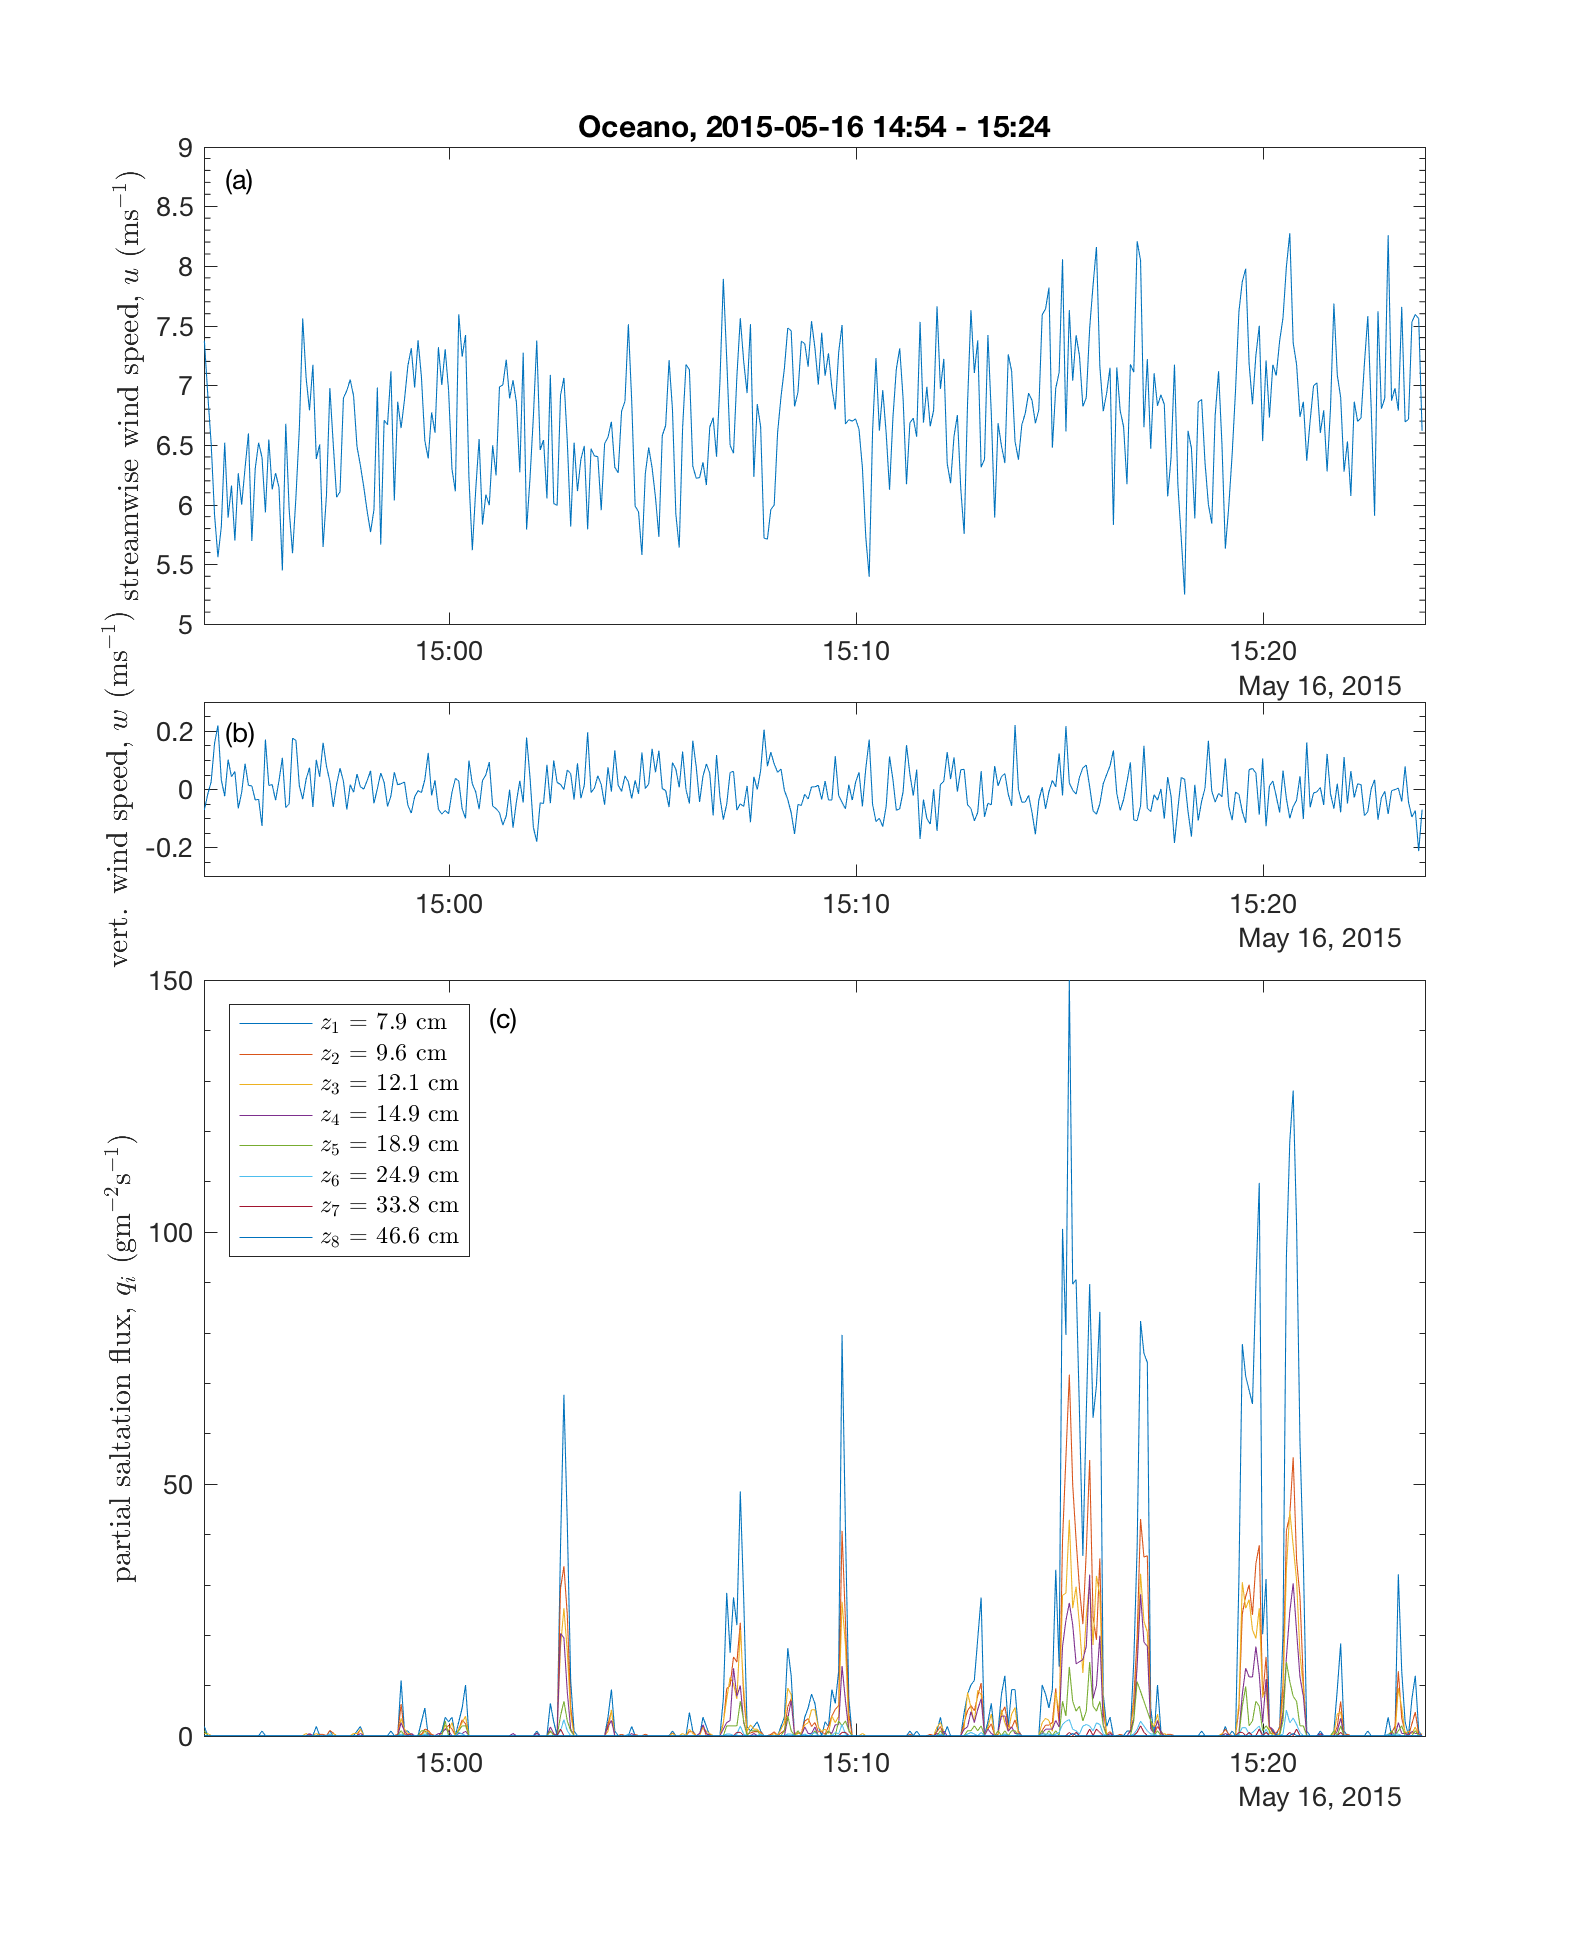 Oceano, 2015-05-16 14:54 - 15:24
(a)
streamwise wind speed, u (ms⁻¹)
9
8.5
8
7.5
7
6.5
6
5.5
5
15:00 15:10 15:20
May 16, 2015
(b)
vert. wind speed, w (ms⁻¹)
0.2
0
-0.2
15:00 15:10 15:20
May 16, 2015
(c)
partial saltation flux, qᵢ (gm⁻²s⁻¹)
150
100
50
0
z₁ = 7.9 cm
z₂ = 9.6 cm
z₃ = 12.1 cm
z₄ = 14.9 cm
z₅ = 18.9 cm
z₆ = 24.9 cm
z₇ = 33.8 cm
z₈ = 46.6 cm
15:00 15:10 15:20
May 16, 2015